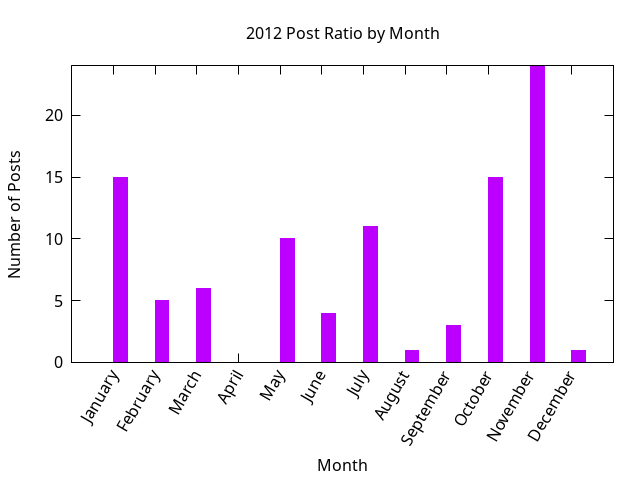 2012 Post Ratio by Month
Number of Posts
20
15
10
5
0
January
February
March
April
May
June
July
August
September
October
November
December
Month